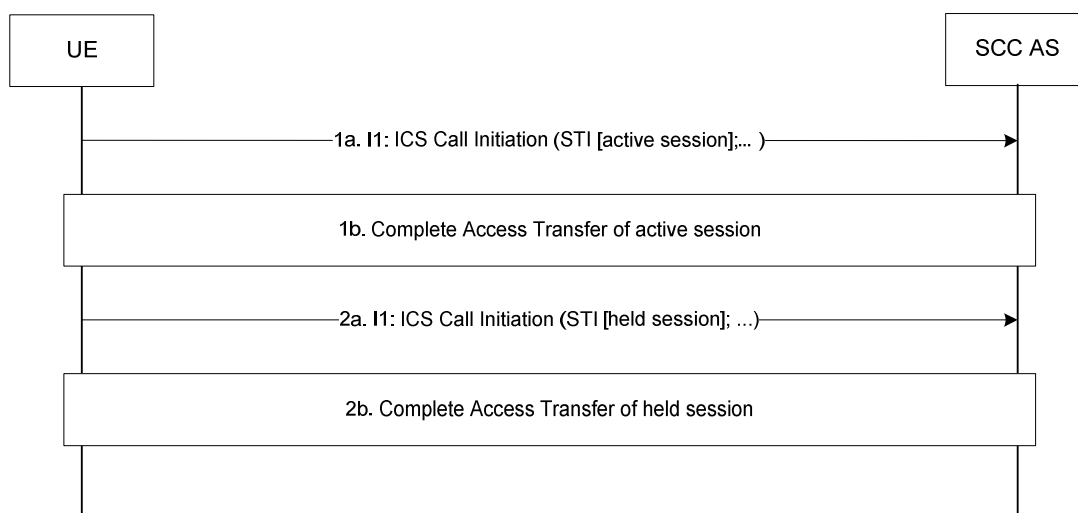 UE
SCC AS
1a. I1: ICS Call Initiation (STI [active session];... )
1b. Complete Access Transfer of active session
2a. I1: ICS Call Initiation (STI [held session]; ...)
2b. Complete Access Transfer of held session